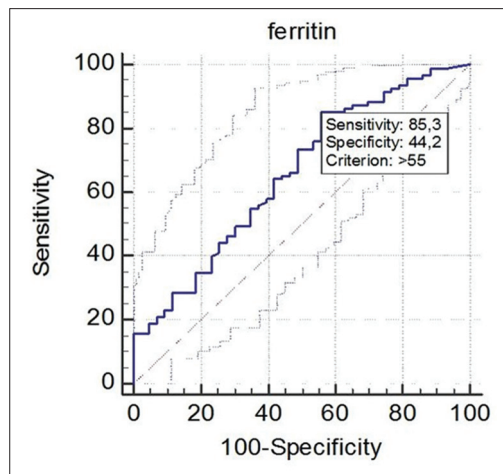 ferritin
100
80
60
40
20
0
Sensitivity
Sensitivity: 85,3
Specificity: 44,2
Criterion: >55
0 20 40 60 80 100
100-Specificity